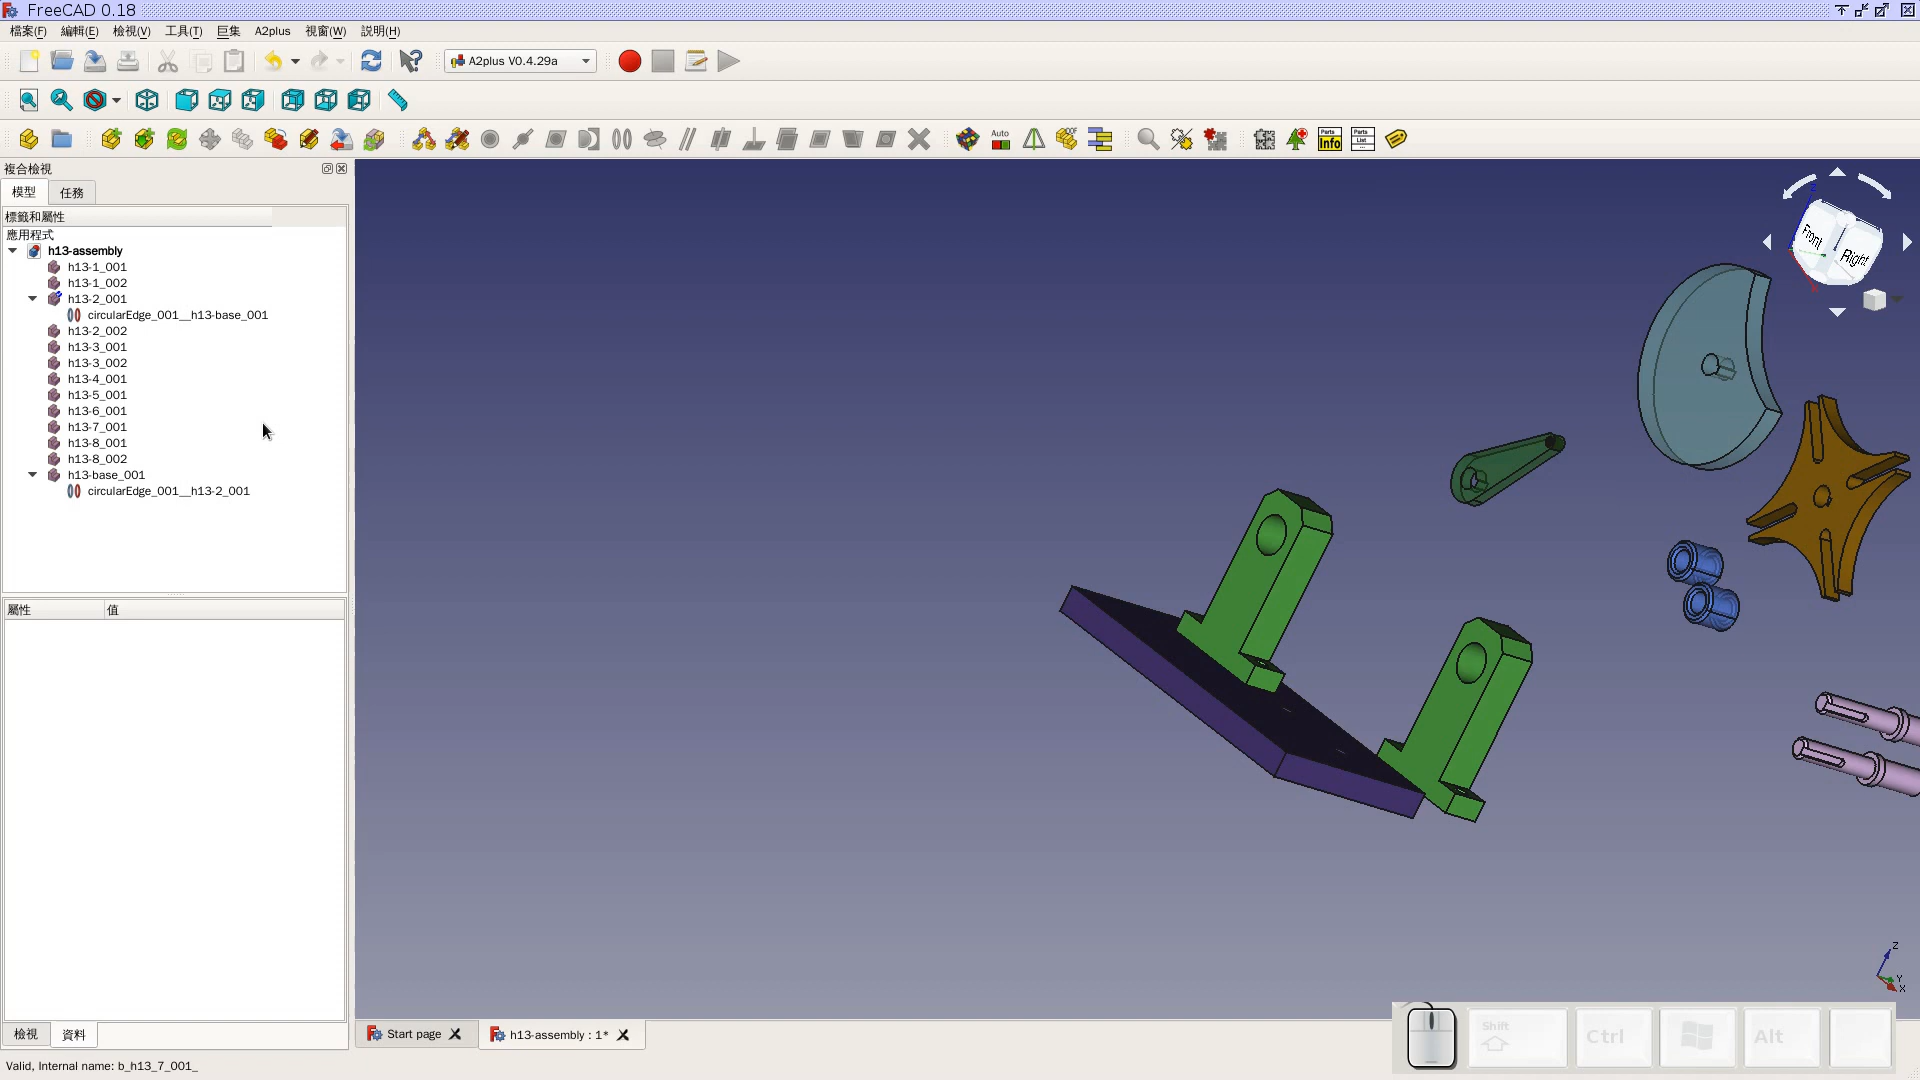 FreeCAD 0.18
檔案(F) 編輯(E) 檢視(V) 工具(T) 巨集 A2plus 視窗(W) 説明(H)
A2plus V0.4.29a
Auto
DOF
Parts Info
Parts List ...
複合檢視
模型 任務
標籤和屬性
應用程式
h13-assembly
h13-1_001
h13-1_002
h13-2_001
circularEdge_001__h13-base_001
h13-2_002
h13-3_001
h13-3_002
h13-4_001
h13-5_001
h13-6_001
h13-7_001
h13-8_001
h13-8_002
h13-base_001
circularEdge_001__h13-2_001
屬性 值
Z
Front Right
Z
Y
X
檢視 資料
Start page
h13-assembly : 1*
Shift Ctrl Alt
Valid, Internal name: b_h13_7_001_